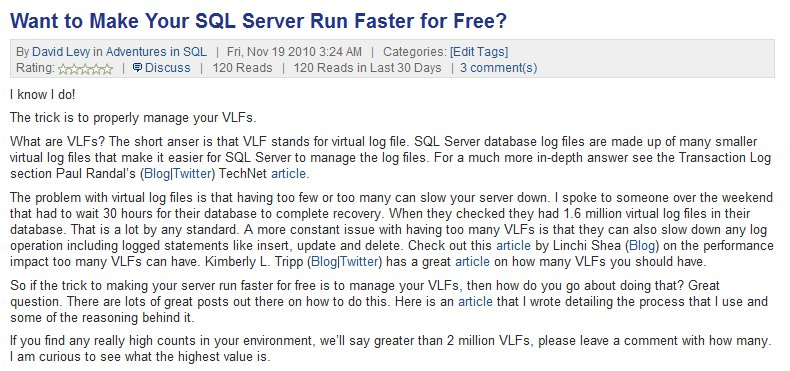 Want to Make Your SQL Server Run Faster for Free?
By David Levy in Adventures in SQL | Fri, Nov 19 2010 3:24 AM | Categories: [Edit Tags]
Rating: | Discuss | 120 Reads | 120 Reads in Last 30 Days | 3 comment(s)
I know I do!
The trick is to properly manage your VLFs.
What are VLFs? The short anser is that VLF stands for virtual log file. SQL Server database log files are made up of many smaller
virtual log files that make it easier for SQL Server to manage the log files. For a much more in-depth answer see the Transaction Log
section Paul Randal's (Blog|Twitter) TechNet article.
The problem with virtual log files is that having too few or too many can slow your server down. I spoke to someone over the weekend
that had to wait 30 hours for their database to complete recovery. When they checked they had 1.6 million virtual log files in their
database. That is a lot by any standard. A more constant issue with having too many VLFs is that they can also slow down any log
operation including logged statements like insert, update and delete. Check out this article by Linchi Shea (Blog) on the performance
impact too many VLFs can have. Kimberly L. Tripp (Blog|Twitter) has a great article on how many VLFs you should have.
So if the trick to making your server run faster for free is to manage your VLFs, then how do you go about doing that? Great
question. There are lots of great posts out there on how to do this. Here is an article that I wrote detailing the process that I use and
some of the reasoning behind it.
If you find any really high counts in your environment, we'll say greater than 2 million VLFs, please leave a comment with how many.
I am curious to see what the highest value is.